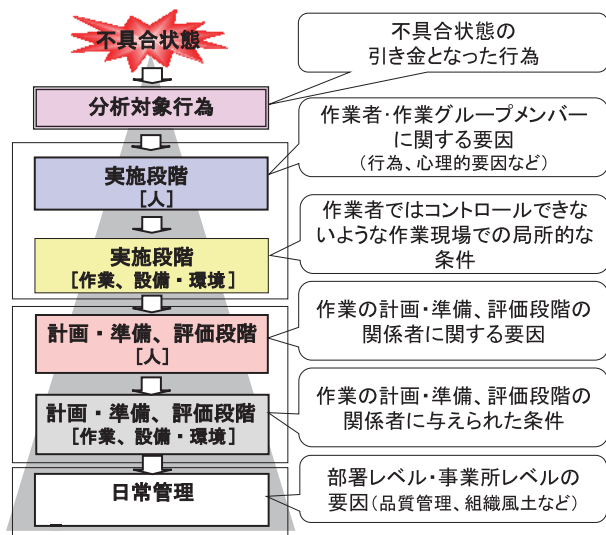 不具合状態
不具合状態の
引き金となった行為
分析対象行為
作業者・作業グループメンバー
に関する要因
（行為、心理的要因など）
実施段階
[人]
作業者ではコントロールできな
いような作業現場での局所的な
条件
実施段階
[作業、設備・環境]
作業の計画・準備、評価段階の
関係者に関する要因
計画・準備、評価段階
[人]
作業の計画・準備、評価段階の
関係者に与えられた条件
計画・準備、評価段階
[作業、設備・環境]
部署レベル・事業所レベルの
要因（品質管理、組織風土など）
日常管理